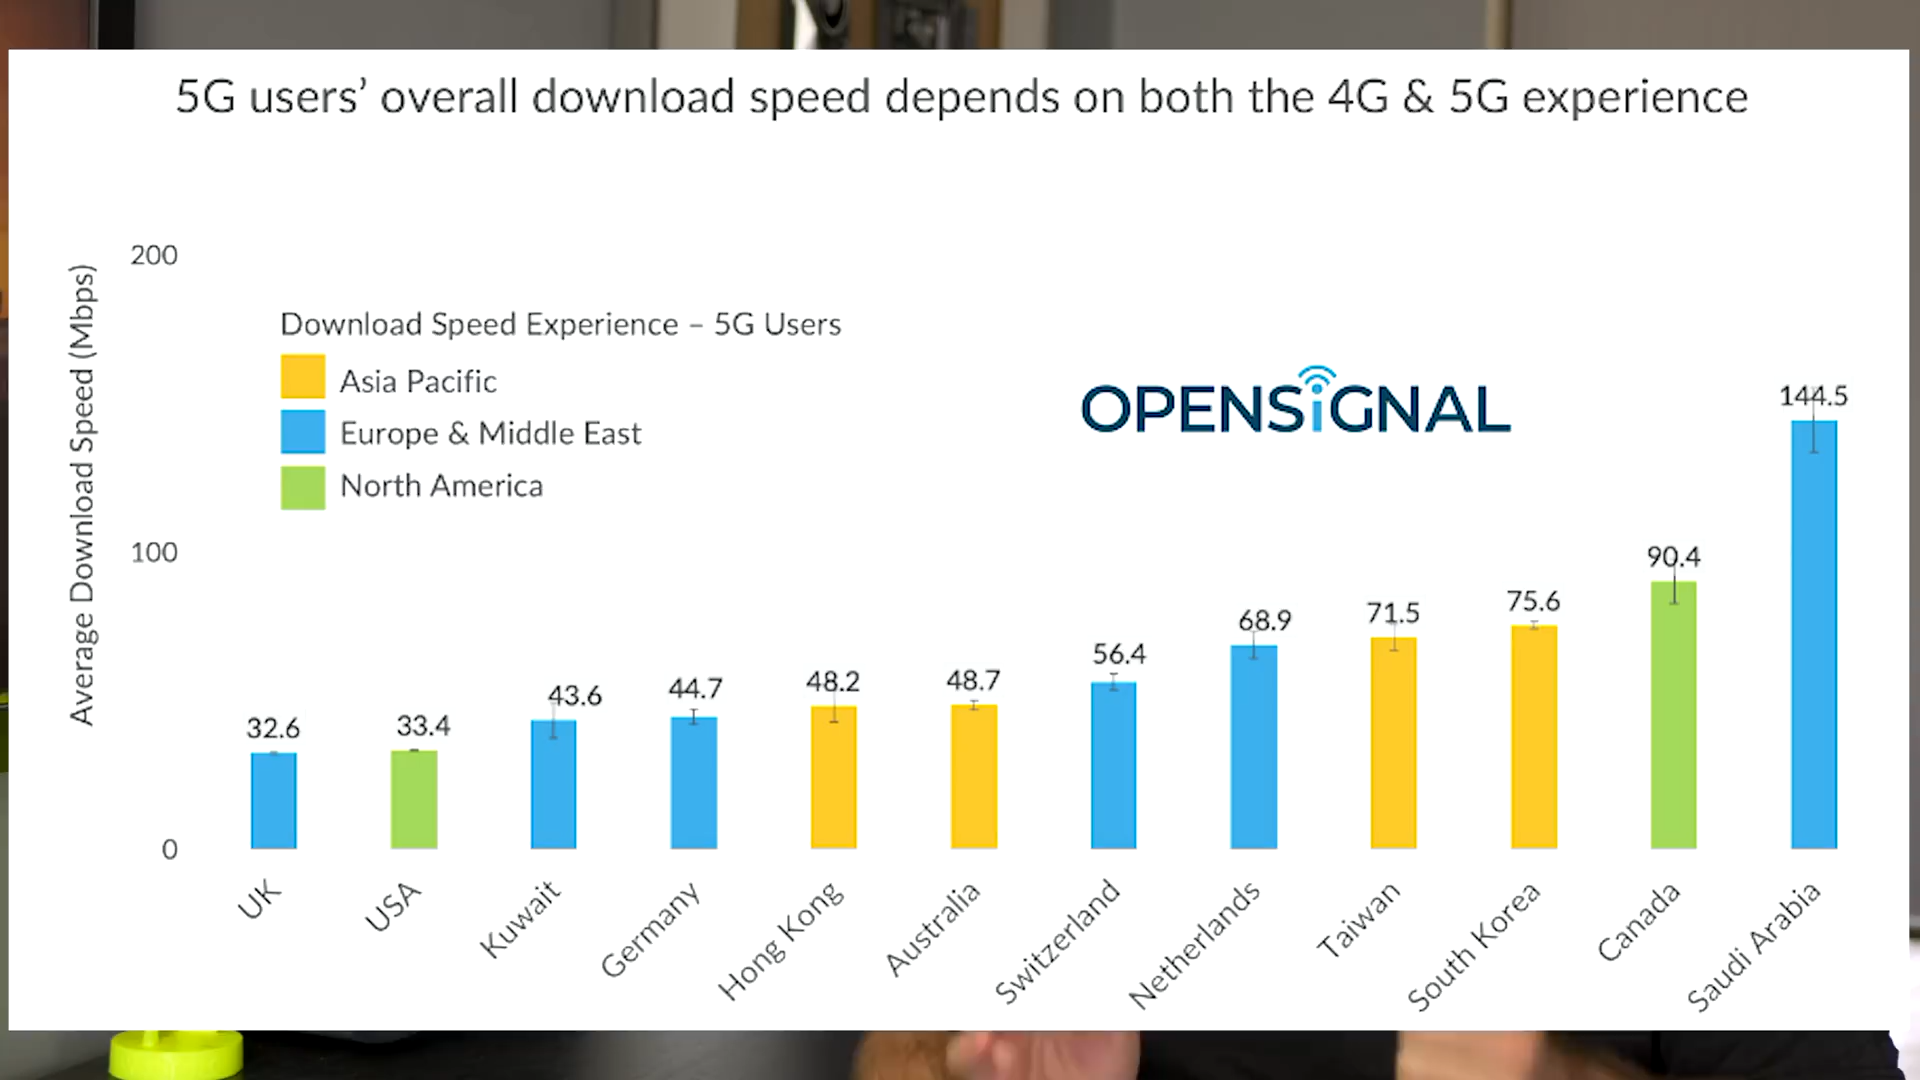 5G users’ overall download speed depends on both the 4G & 5G experience
Average Download Speed (Mbps)
200
100
0
Download Speed Experience – 5G Users
Asia Pacific
Europe & Middle East
North America
OPENSiGNAL
32.6
33.4
43.6
44.7
48.2
48.7
56.4
68.9
71.5
75.6
90.4
144.5
UK
USA
Kuwait
Germany
Hong Kong
Australia
Switzerland
Netherlands
Taiwan
South Korea
Canada
Saudi Arabia